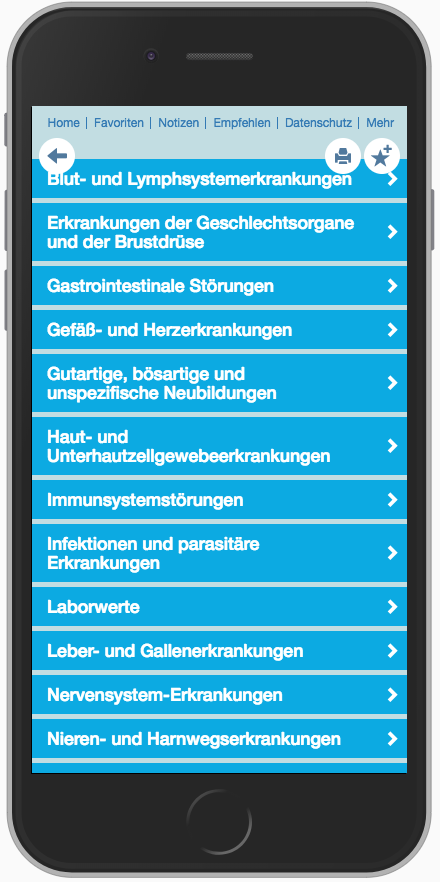 Home | Favoriten | Notizen | Empfehlen | Datenschutz | Mehr
Blut- und Lymphsystemerkrankungen
Erkrankungen der Geschlechtsorgane
und der Brustdrüse
Gastrointestinale Störungen
Gefäß- und Herzerkrankungen
Gutartige, bösartige und
unspezifische Neubildungen
Haut- und
Unterhautzellgewebeerkrankungen
Immunsystemstörungen
Infektionen und parasitäre
Erkrankungen
Laborwerte
Leber- und Gallenerkrankungen
Nervensystem-Erkrankungen
Nieren- und Harnwegserkrankungen